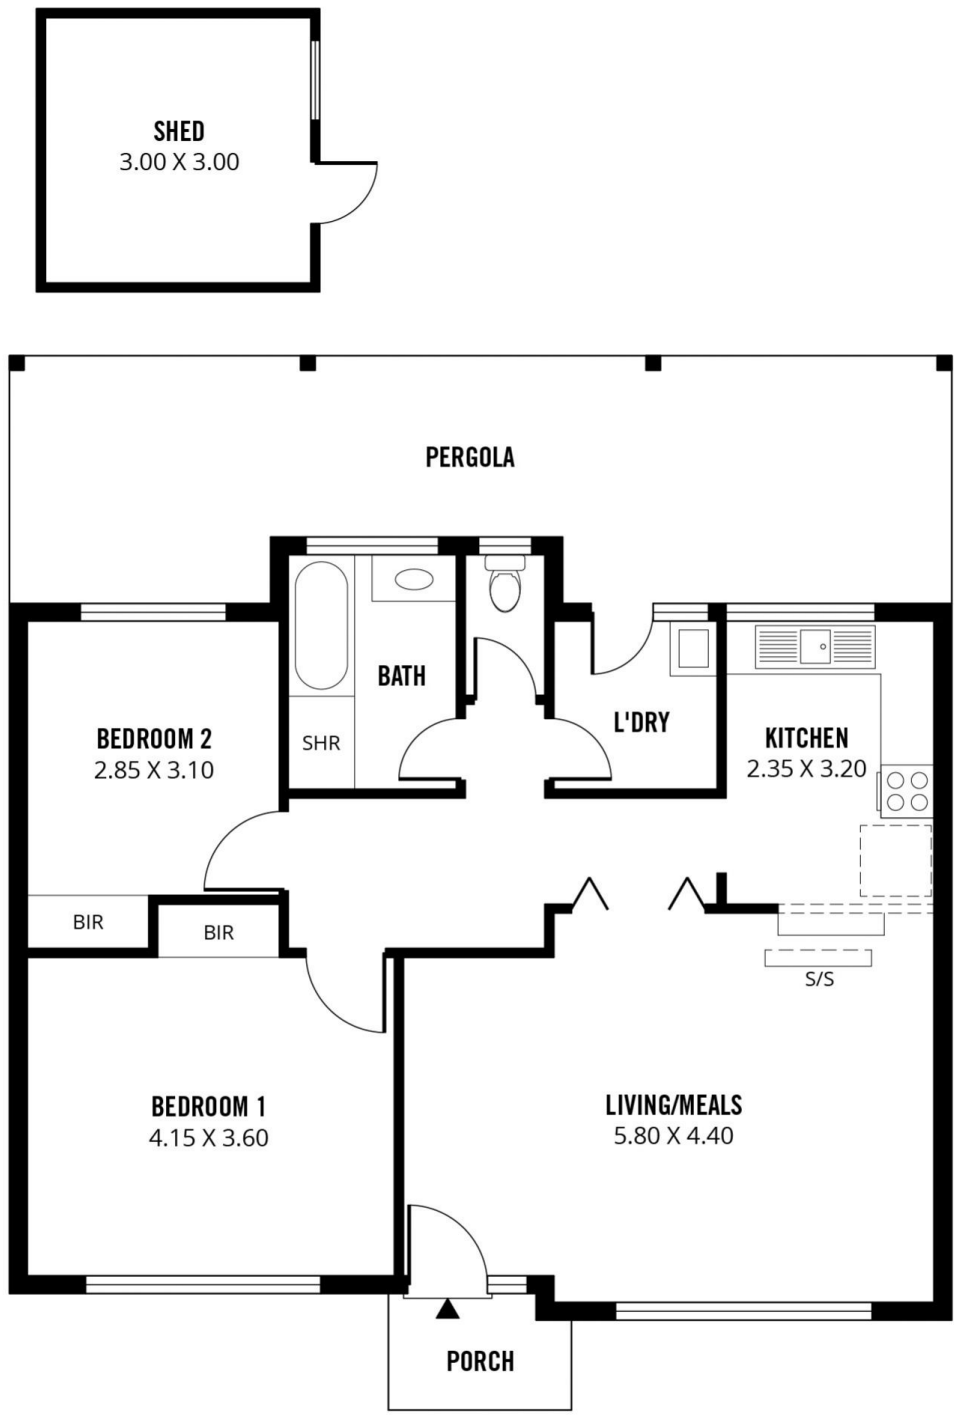 SHED
3.00 X 3.00
PERGOLA
BATH
SHR
L'DRY
KITCHEN
2.35 X 3.20
BEDROOM 2
2.85 X 3.10
BIR
BIR
S/S
BEDROOM 1
4.15 X 3.60
LIVING/MEALS
5.80 X 4.40
PORCH